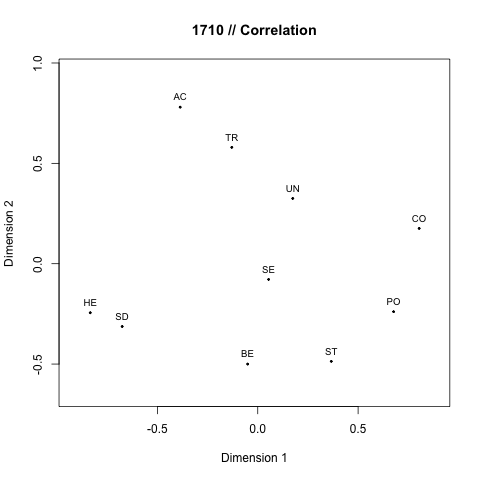 1710 // Correlation
1.0
0.5
0.0
-0.5
Dimension 2
AC
TR
UN
CO
SE
HE
SD
PO
BE
ST
-0.5 0.0 0.5
Dimension 1